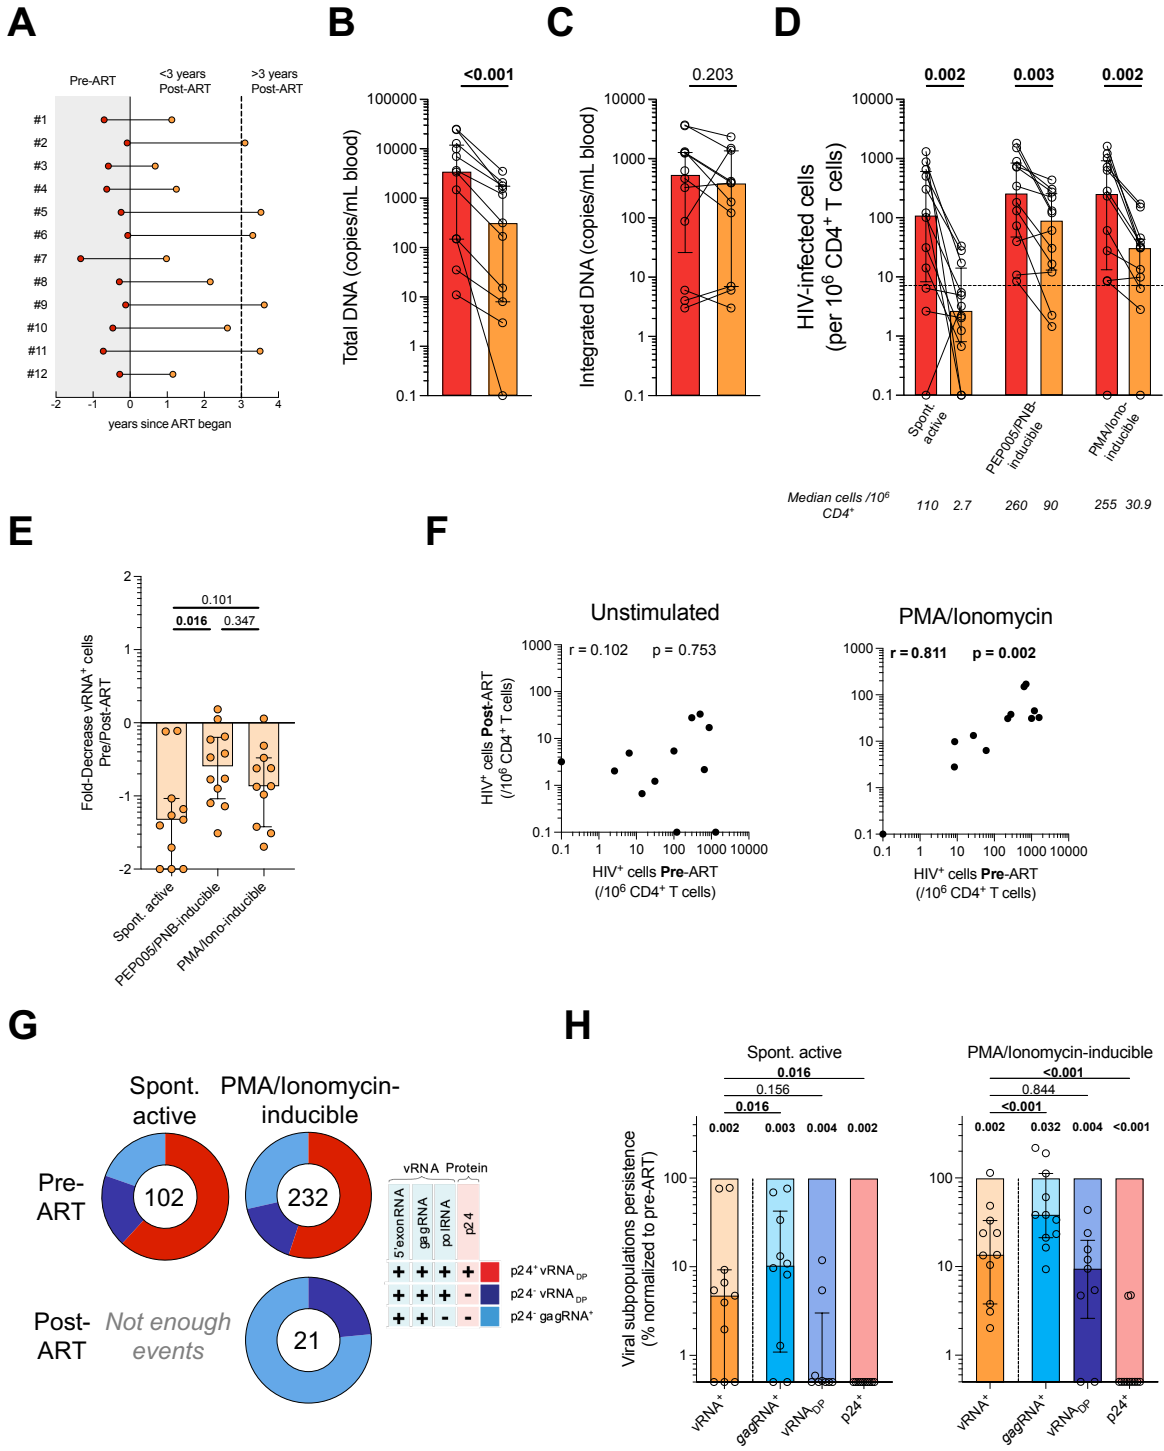 A
Pre-ART
<3 years
Post-ART
>3 years
Post-ART
#1
#2
#3
#4
#5
#6
#7
#8
#9
#10
#11
#12
-2 -1 0 1 2 3 4
years since ART began
B
<0.001
Total DNA (copies/mL blood)
100000
10000
1000
100
10
1
0.1
C
0.203
Integrated DNA (copies/mL blood)
10000
1000
100
10
1
0.1
D
0.002 0.003 0.002
HIV-infected cells
(per 10⁶ CD4⁺ T cells)
10000
1000
100
10
1
0.1
Spont.
active
PEP005/PNB-
inducible
PMA/Iono-
inducible
Median cells /10⁶
CD4⁺
110 2.7 260 90 255 30.9
E
Fold-Decrease vRNA⁺ cells
Pre/Post-ART
2
1
0
-1
-2
0.101
0.016 0.347
Spont. active
PEP005/PNB-inducible
PMA/Iono-inducible
F
Unstimulated
r = 0.102 p = 0.753
HIV⁺ cells Post-ART
(/10⁶ CD4⁺ T cells)
1000
100
10
1
0.1
0.1 1 10 100 1000 10000
HIV⁺ cells Pre-ART
(/10⁶ CD4⁺ T cells)
PMA/Ionomycin
r = 0.811 p = 0.002
1000
100
10
1
0.1
0.1 1 10 100 1000 10000
HIV⁺ cells Pre-ART
(/10⁶ CD4⁺ T cells)
G
Spont.
active
PMA/Ionomycin-
inducible
Pre-
ART
102
232
Post-
ART
Not enough
events
21
vRNA Protein
5'exonRNA
gagRNA
polRNA
p24
+ + + + p24⁺ vRNA DP
+ + + - p24⁻ vRNA DP
+ + - - p24⁻ gagRNA⁺
H
Spont. active
0.016
0.156
0.016
0.002 0.003 0.004 0.002
Viral subpopulations persistence
(% normalized to pre-ART)
100
10
1
vRNA⁺
gagRNA⁺
vRNA DP
p24⁺
PMA/Ionomycin-inducible
<0.001
0.844
<0.001
0.002 0.032 0.004 <0.001
100
10
1
vRNA⁺
gagRNA⁺
vRNA DP
p24⁺